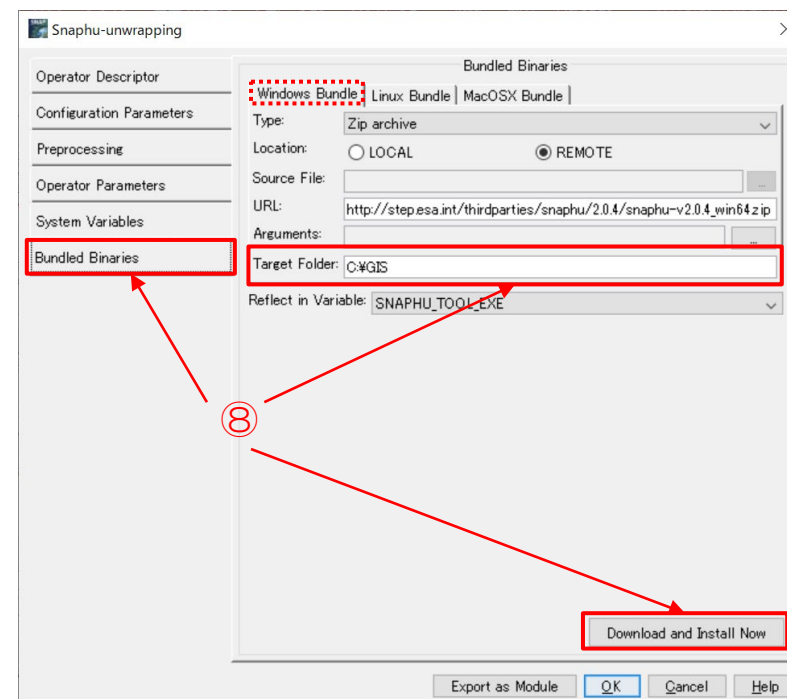 Snaphu-unwrapping
Operator Descriptor
Configuration Parameters
Preprocessing
Operator Parameters
System Variables
Bundled Binaries
Bundled Binaries
Windows Bundle Linux Bundle MacOSX Bundle
Type: Zip archive
Location: LOCAL REMOTE
Source File: ...
URL: http://step.esa.int/thirdparties/snaphu/2.0.4/snaphu-v2.0.4_win64.zip
Arguments: ...
Target Folder: C:¥GIS
Reflect in Variable: SNAPHU_TOOL_EXE
⑧
Download and Install Now
Export as Module OK Cancel Help